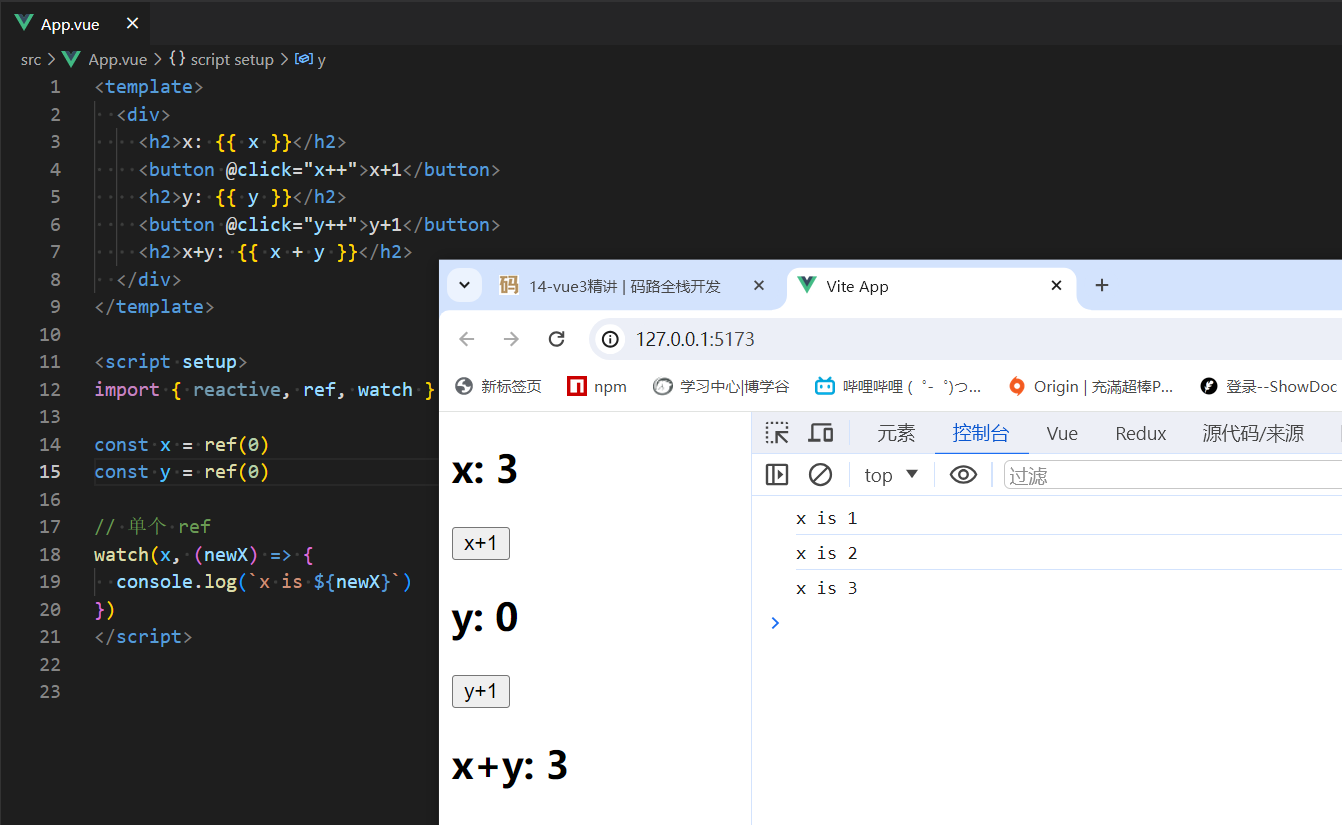 App.vue
src > App.vue > {} script setup > y
1 <template>
2 <div>
3 <h2>x: {{ x }}</h2>
4 <button @click="x++">x+1</button>
5 <h2>y: {{ y }}</h2>
6 <button @click="y++">y+1</button>
7 <h2>x+y: {{ x + y }}</h2>
8 </div>
9 </template>
10
11 <script setup>
12 import { reactive, ref, watch }
13
14 const x = ref(0)
15 const y = ref(0)
16
17 // 单个 ref
18 watch(x, (newX) => {
19 console.log(`x is ${newX}`)
20 })
21 </script>
22
23
码 14-vue3精讲 | 码路全栈开发
Vite App
127.0.0.1:5173
新标签页 npm 学习中心|博学谷 哔哩哔哩 ( ゜- ゜)つ... Origin | 充满超棒P... 登录--ShowDoc
元素 控制台 Vue Redux 源代码/来源
top 过滤
x: 3
x+1
y: 0
y+1
x+y: 3
x is 1
x is 2
x is 3